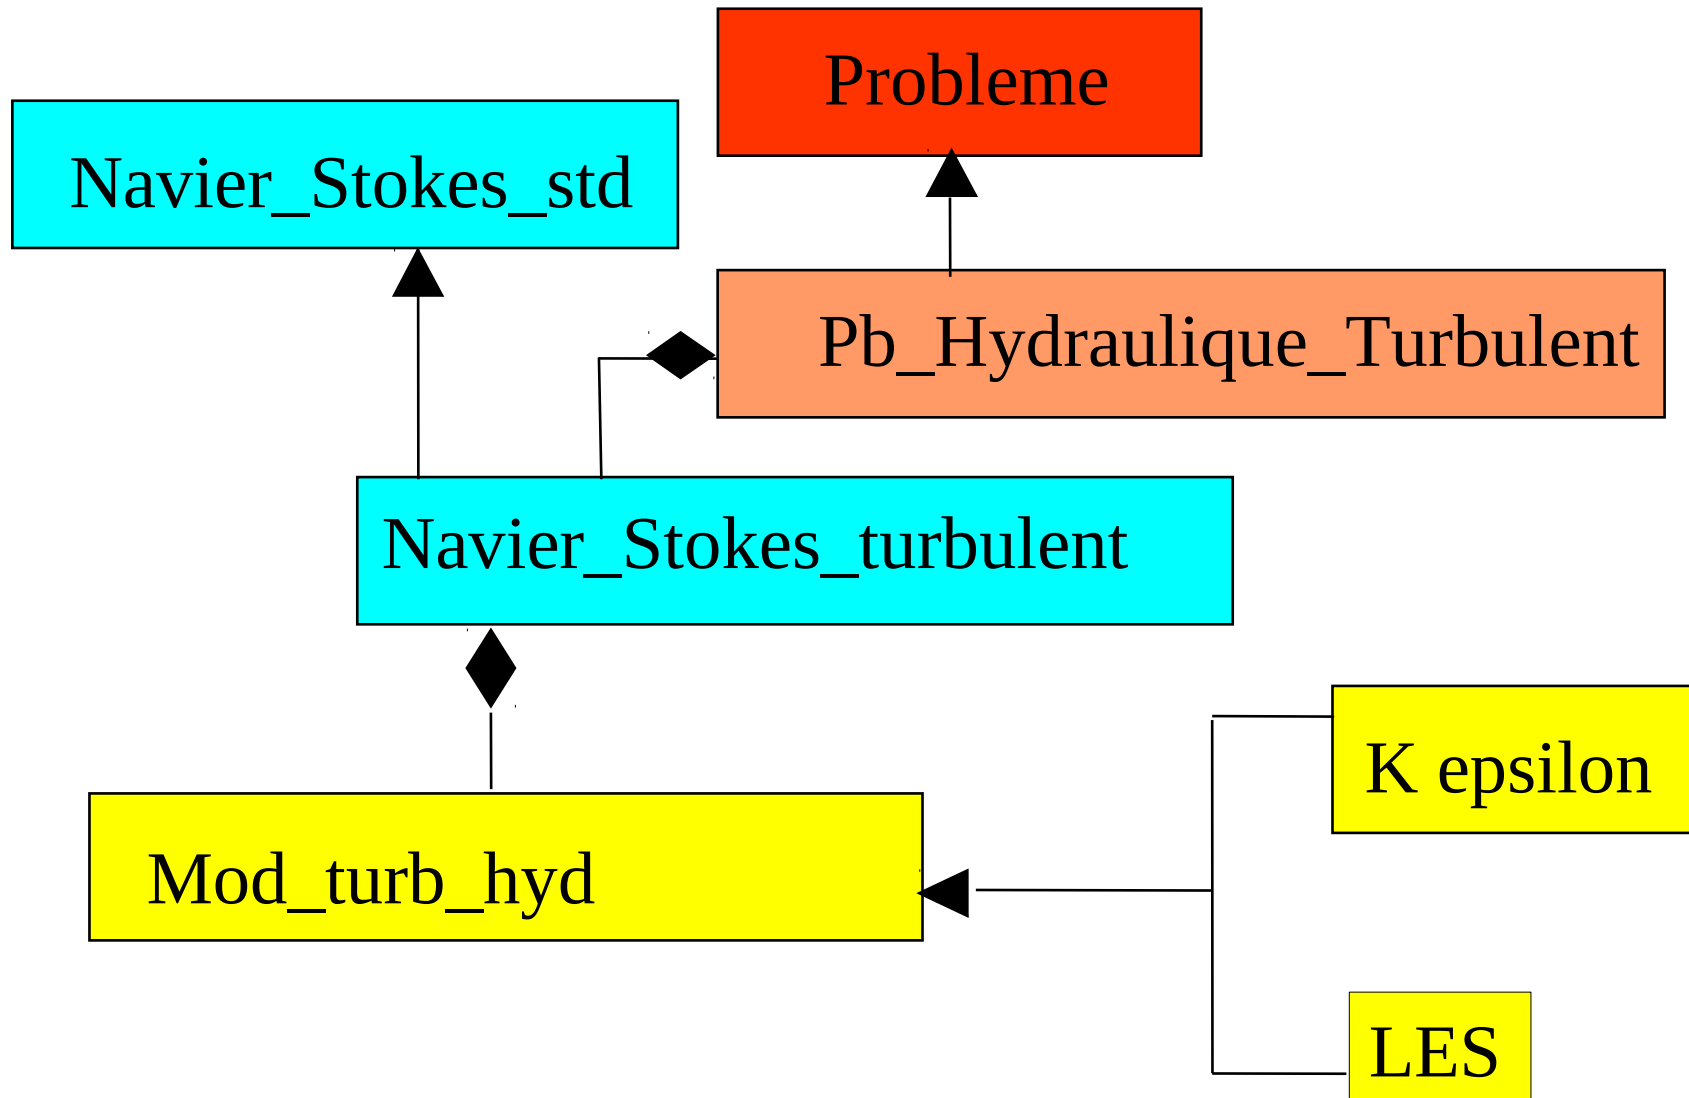 Probleme
Navier_Stokes_std
Pb_Hydraulique_Turbulent
Navier_Stokes_turbulent
K epsilon
Mod_turb_hyd
LES